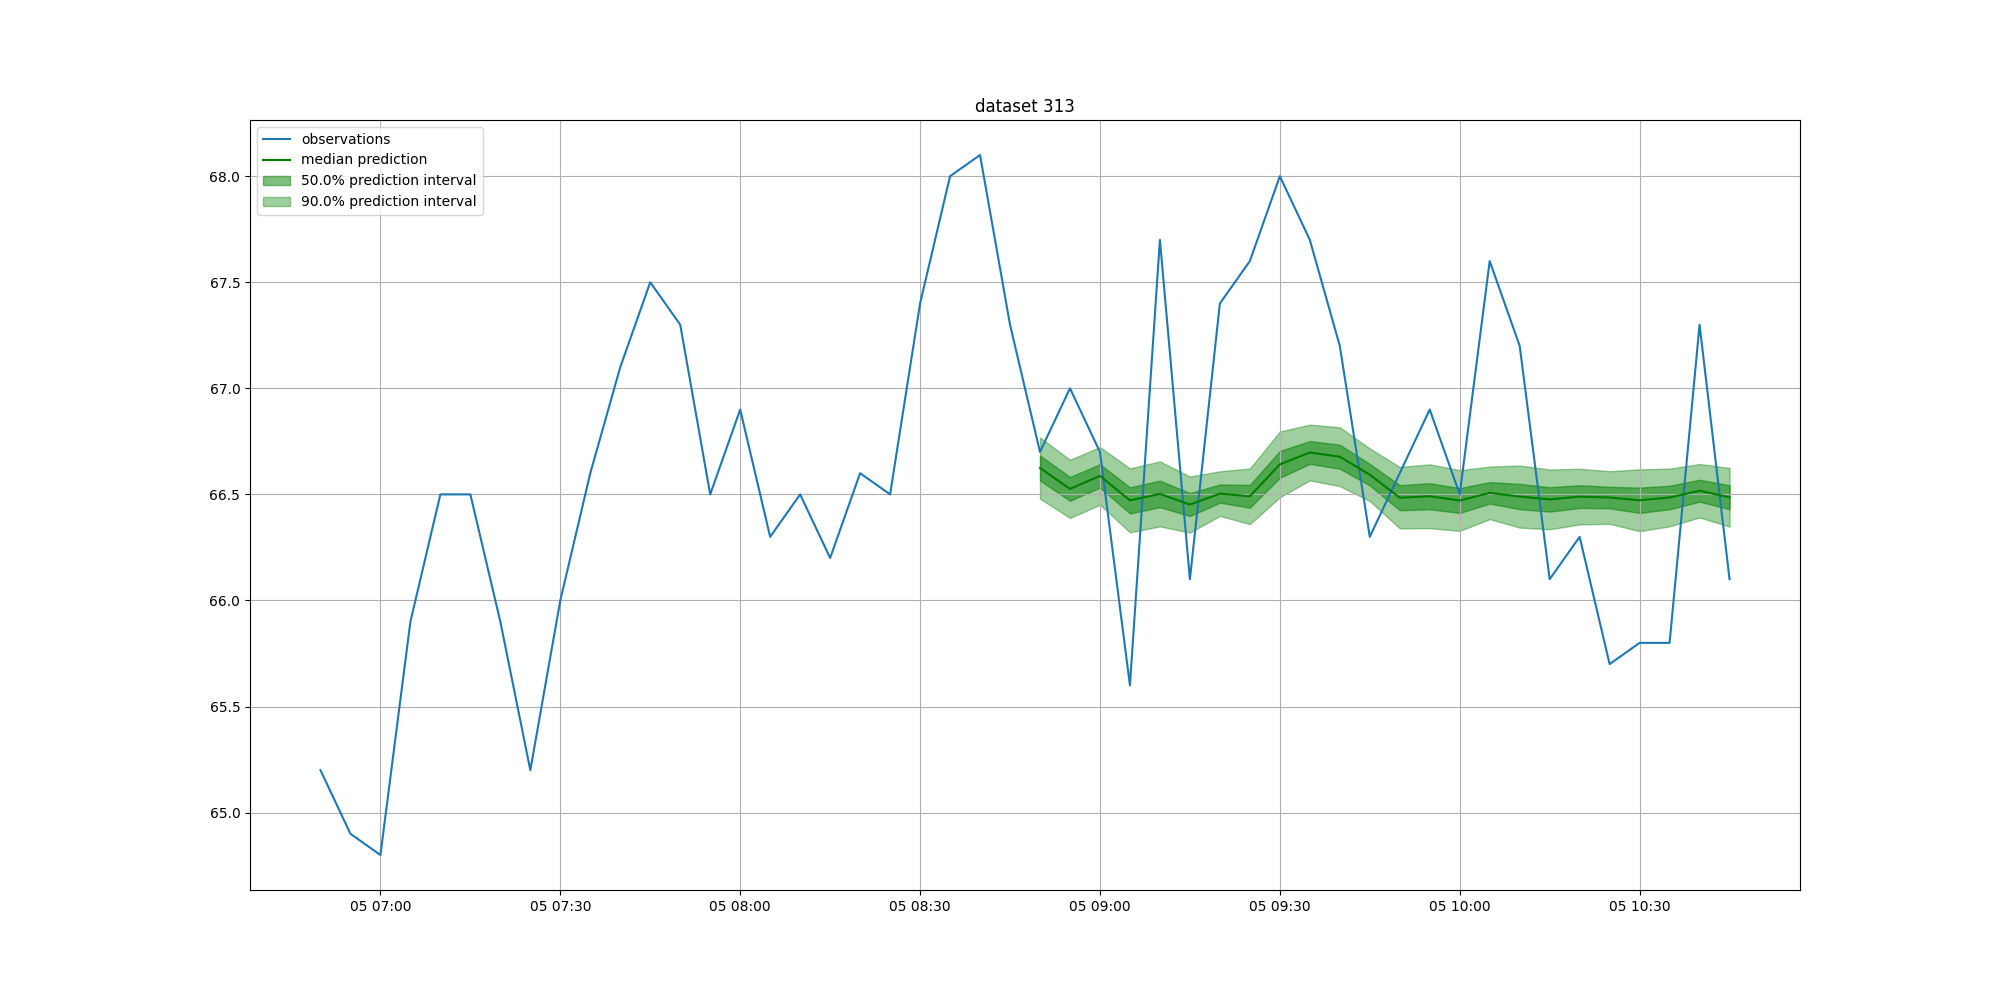 dataset 313
observations
median prediction
50.0% prediction interval
90.0% prediction interval
68.0
67.5
67.0
66.5
66.0
65.5
65.0
05 07:00 05 07:30 05 08:00 05 08:30 05 09:00 05 09:30 05 10:00 05 10:30